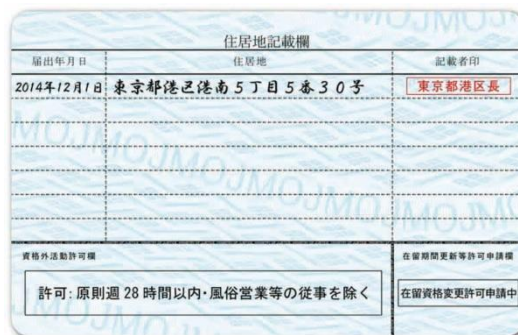 住居地記載欄
届出年月日 住居地 記載者印
2014年12月1日 東京都港区港南5丁目5番30号 東京都港区長
MOJMOJMOJMOJMOJ
資格外活動許可欄 在留期間更新等許可申請欄
許可: 原則週28時間以内・風俗営業等の従事を除く 在留資格変更許可申請中